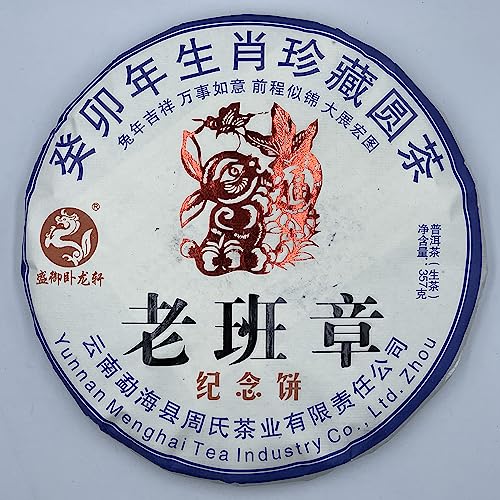 癸卯年生肖珍藏圆茶
兔年吉祥 万事如意 前程似锦 大展宏图
福
®
盛御卧龙轩
普洱茶（生茶）
净含量：357克
老班章
纪念饼
云南勐海县周氏茶业有限责任公司
Yunnan Menghai Tea Industry Co., Ltd. Zhou